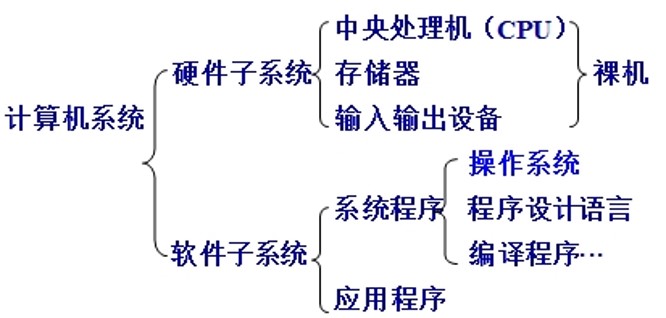 中央处理机（CPU）
硬件子系统
存储器
裸机
计算机系统
输入输出设备
操作系统
系统程序
程序设计语言
软件子系统
编译程序…
应用程序